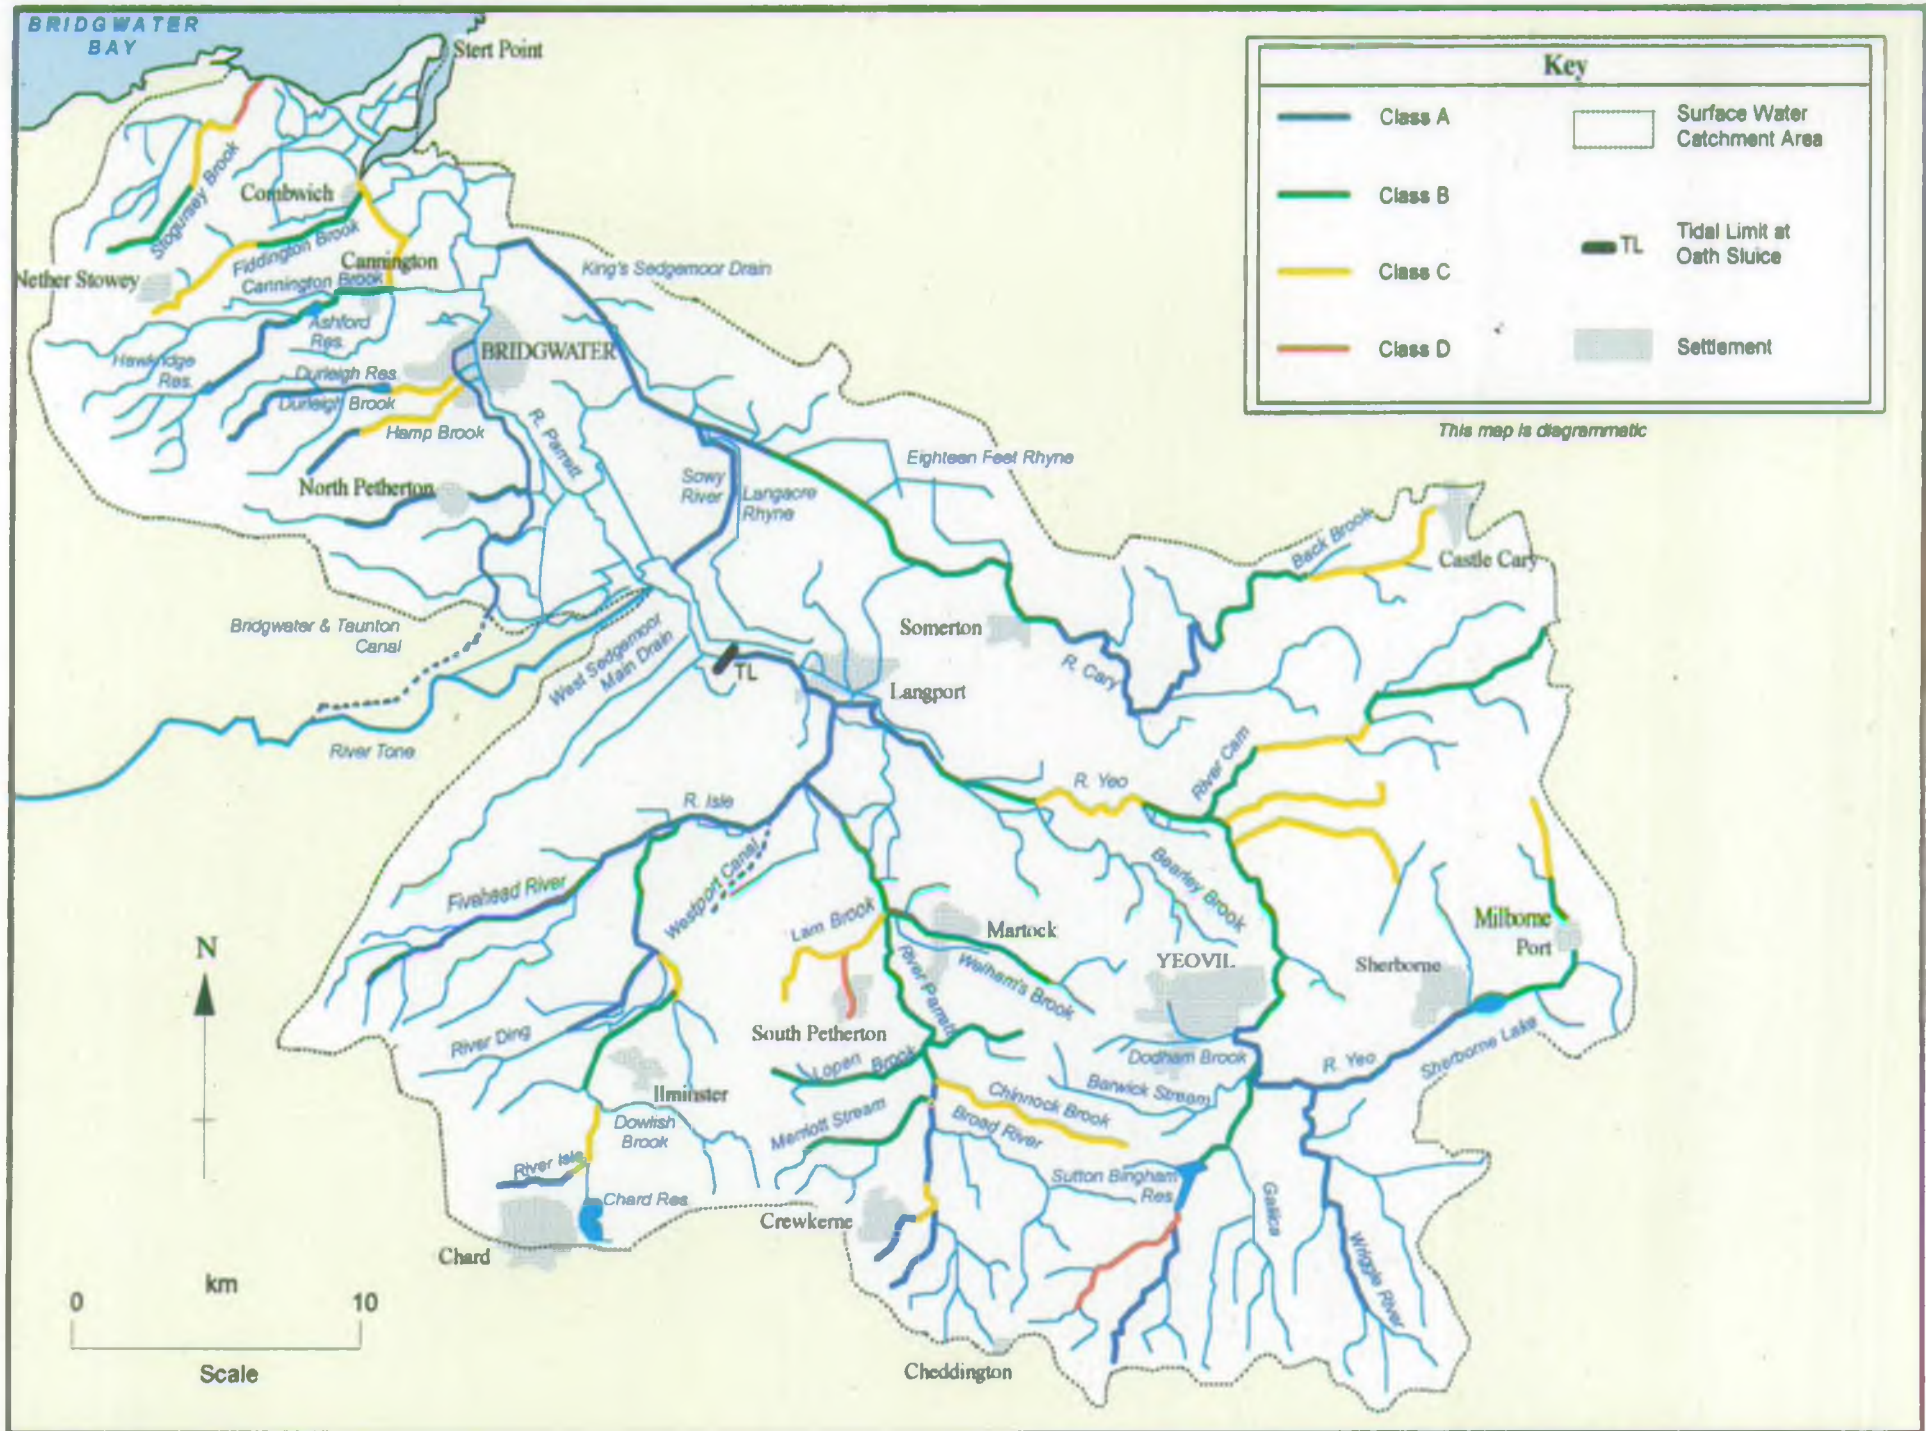 BRIDGWATER
BAY
Stert Point
Key
Class A
Surface Water
Catchment Area
Class B
TL
Tidal Limit at
Oath Sluice
Class C
Class D
Settlement
This map is diagrammatic
Stogursey Brook
Combwich
Fiddington Brook
Cannington
Nether Stowey
Cannington Brook
King's Sedgemoor Drain
Ashford
Res.
Hawkridge
Res.
BRIDGWATER
Durleigh Res
Durleigh Brook
Hamp Brook
R. Parrett
North Petherton
Sowy
River
Langacre
Rhyne
Eighteen Feet Rhyne
Back Brook
Castle Cary
Bridgwater & Taunton
Canal
West Sedgemoor
Main Drain
TL
Somerton
R. Cary
Langport
River Tone
River Cam
R. Yeo
R. Isle
Westport Canal
Bearley Brook
Fivehead River
Lam Brook
Martock
Milborne
Port
YEOVIL
Sherborne
River Parrett
Welham's Brook
N
River Ding
South Petherton
Lopen Brook
Dodham Brook
R. Yeo
Sherborne Lake
Ilminster
Dowlish
Brook
Merriott Stream
Chinnock Brook
Barwick Stream
Broad River
River Isle
Chard Res
Sutton Bingham
Res
Galica
Crewkerne
Chard
Wriggle River
km
0
10
Scale
Cheddington